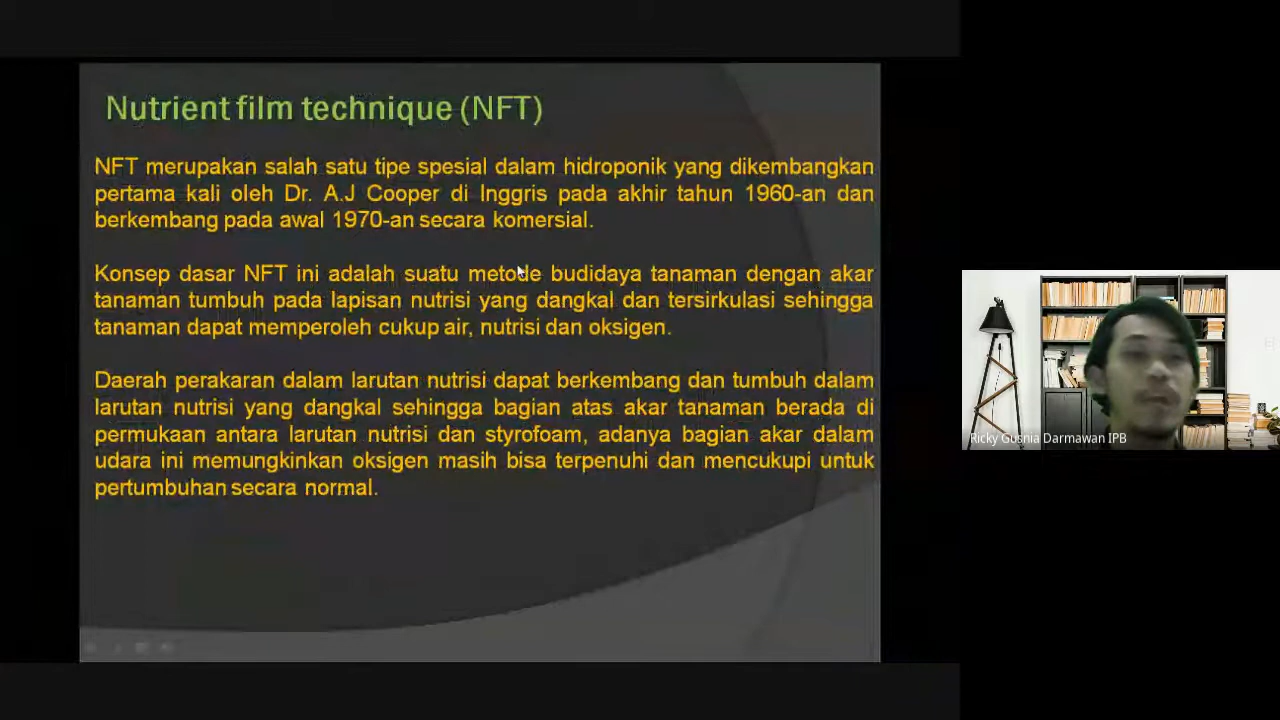 Nutrient film technique (NFT)
NFT merupakan salah satu tipe spesial dalam hidroponik yang dikembangkan
pertama kali oleh Dr. A.J Cooper di Inggris pada akhir tahun 1960-an dan
berkembang pada awal 1970-an secara komersial.
Konsep dasar NFT ini adalah suatu metode budidaya tanaman dengan akar
tanaman tumbuh pada lapisan nutrisi yang dangkal dan tersirkulasi sehingga
tanaman dapat memperoleh cukup air, nutrisi dan oksigen.
Daerah perakaran dalam larutan nutrisi dapat berkembang dan tumbuh dalam
larutan nutrisi yang dangkal sehingga bagian atas akar tanaman berada di
permukaan antara larutan nutrisi dan styrofoam, adanya bagian akar dalam
udara ini memungkinkan oksigen masih bisa terpenuhi dan mencukupi untuk
pertumbuhan secara normal.
Ricky Gusnia Darmawan IPB